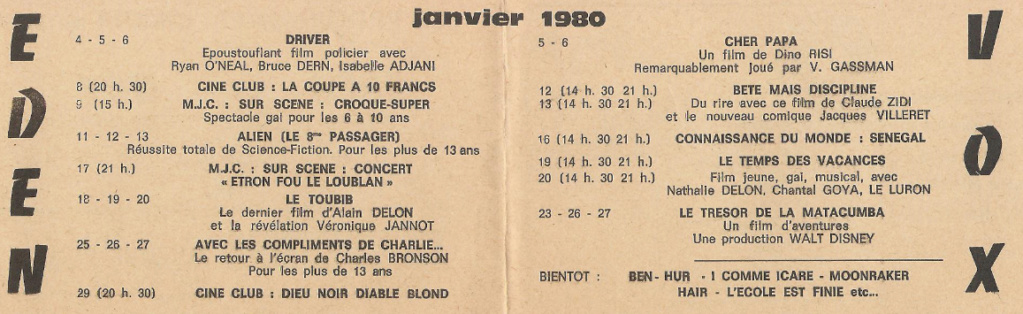 janvier 1980
EDEN
4 - 5 - 6 DRIVER
Epoustouflant film policier avec
Ryan O'NEAL, Bruce DERN, Isabelle ADJANI
8 (20 h. 30) CINE CLUB : LA COUPE A 10 FRANCS
9 (15 h.) M.J.C. : SUR SCENE : CROQUE-SUPER
Spectacle gai pour les 6 à 10 ans
11 - 12 - 13 ALIEN (LE 8me PASSAGER)
Réussite totale de Science-Fiction. Pour les plus de 13 ans
17 (21 h.) M.J.C. : SUR SCENE : CONCERT
« ETRON FOU LE LOUBLAN »
18 - 19 - 20 LE TOUBIB
Le dernier film d'Alain DELON
et la révélation Véronique JANNOT
25 - 26 - 27 AVEC LES COMPLIMENTS DE CHARLIE...
Le retour à l'écran de Charles BRONSON
Pour les plus de 13 ans
29 (20 h. 30) CINE CLUB : DIEU NOIR DIABLE BLOND
VOX
5 - 6 CHER PAPA
Un film de Dino RISI
Remarquablement joué par V. GASSMAN
12 (14 h. 30 21 h.) BETE MAIS DISCIPLINE
13 (14 h. 30 21 h.) Du rire avec ce film de Claude ZIDI
et le nouveau comique Jacques VILLERET
16 (14 h. 30 21 h.) CONNAISSANCE DU MONDE : SENEGAL
19 (14 h. 30 21 h.) LE TEMPS DES VACANCES
20 (14 h. 30 21 h.) Film jeune, gai, musical, avec
Nathalie DELON, Chantal GOYA, LE LURON
23 - 26 - 27 LE TRESOR DE LA MATACUMBA
Un film d'aventures
Une production WALT DISNEY
BIENTOT : BEN - HUR - I COMME ICARE - MOONRAKER
HAIR - L'ECOLE EST FINIE etc...